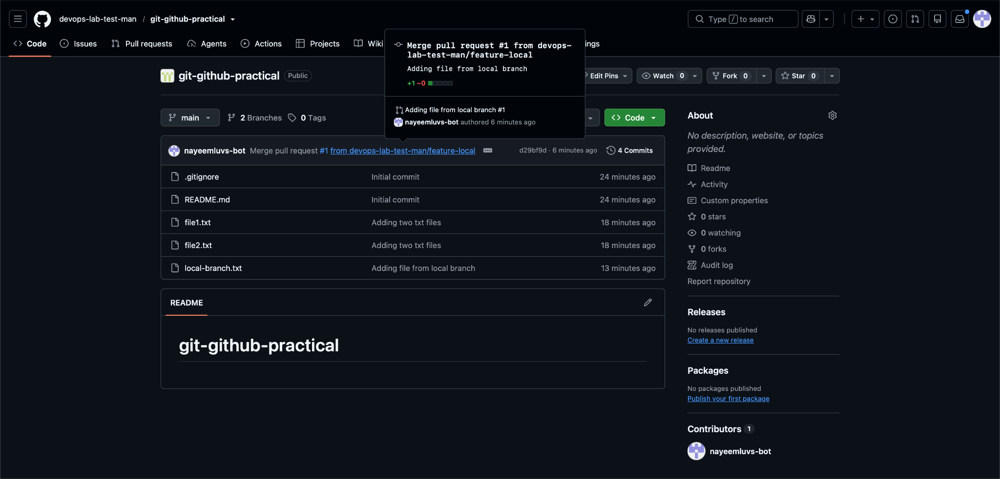 devops-lab-test-man / git-github-practical
Type / to search
Code Issues Pull requests Agents Actions Projects Wiki ings
Merge pull request #1 from devops-
lab-test-man/feature-local
Adding file from local branch
+1 −0
Adding file from local branch #1
nayeemluvs-bot authored 6 minutes ago
git-github-practical Public
Edit Pins Watch 0 Fork 0 Star 0
main 2 Branches 0 Tags Code
nayeemluvs-bot Merge pull request #1 from devops-lab-test-man/feature-local d29bf9d · 6 minutes ago 4 Commits
.gitignore Initial commit 24 minutes ago
README.md Initial commit 24 minutes ago
file1.txt Adding two txt files 18 minutes ago
file2.txt Adding two txt files 18 minutes ago
local-branch.txt Adding file from local branch 13 minutes ago
README
git-github-practical
About
No description, website, or topics
provided.
Readme
Activity
Custom properties
0 stars
0 watching
0 forks
Audit log
Report repository
Releases
No releases published
Create a new release
Packages
No packages published
Publish your first package
Contributors 1
nayeemluvs-bot